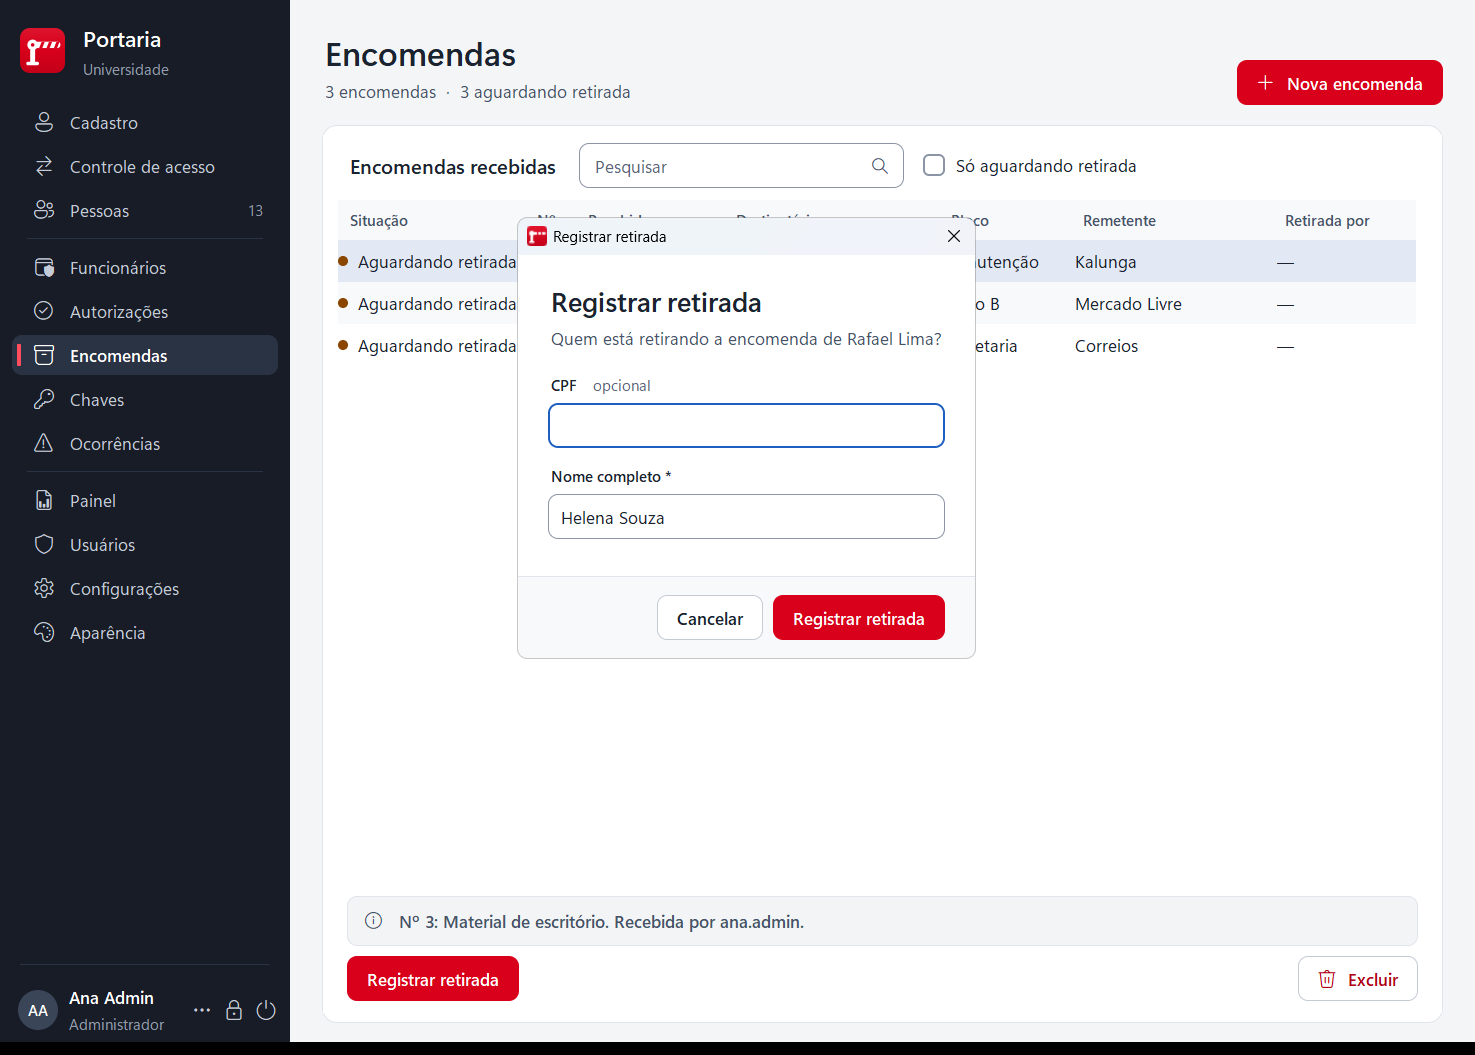 Portaria
Universidade
Cadastro
Controle de acesso
Pessoas 13
Funcionários
Autorizações
Encomendas
Chaves
Ocorrências
Painel
Usuários
Configurações
Aparência
AA
Ana Admin
Administrador
Encomendas
3 encomendas · 3 aguardando retirada
+ Nova encomenda
Encomendas recebidas
Pesquisar
Só aguardando retirada
Situação Remetente Retirada por
Aguardando retirada Kalunga —
Aguardando retirada B Mercado Livre —
Aguardando retirada Correios —
Registrar retirada
Registrar retirada
Quem está retirando a encomenda de Rafael Lima?
CPF opcional
Nome completo *
Helena Souza
Cancelar
Registrar retirada
Nº 3: Material de escritório. Recebida por ana.admin.
Registrar retirada
Excluir